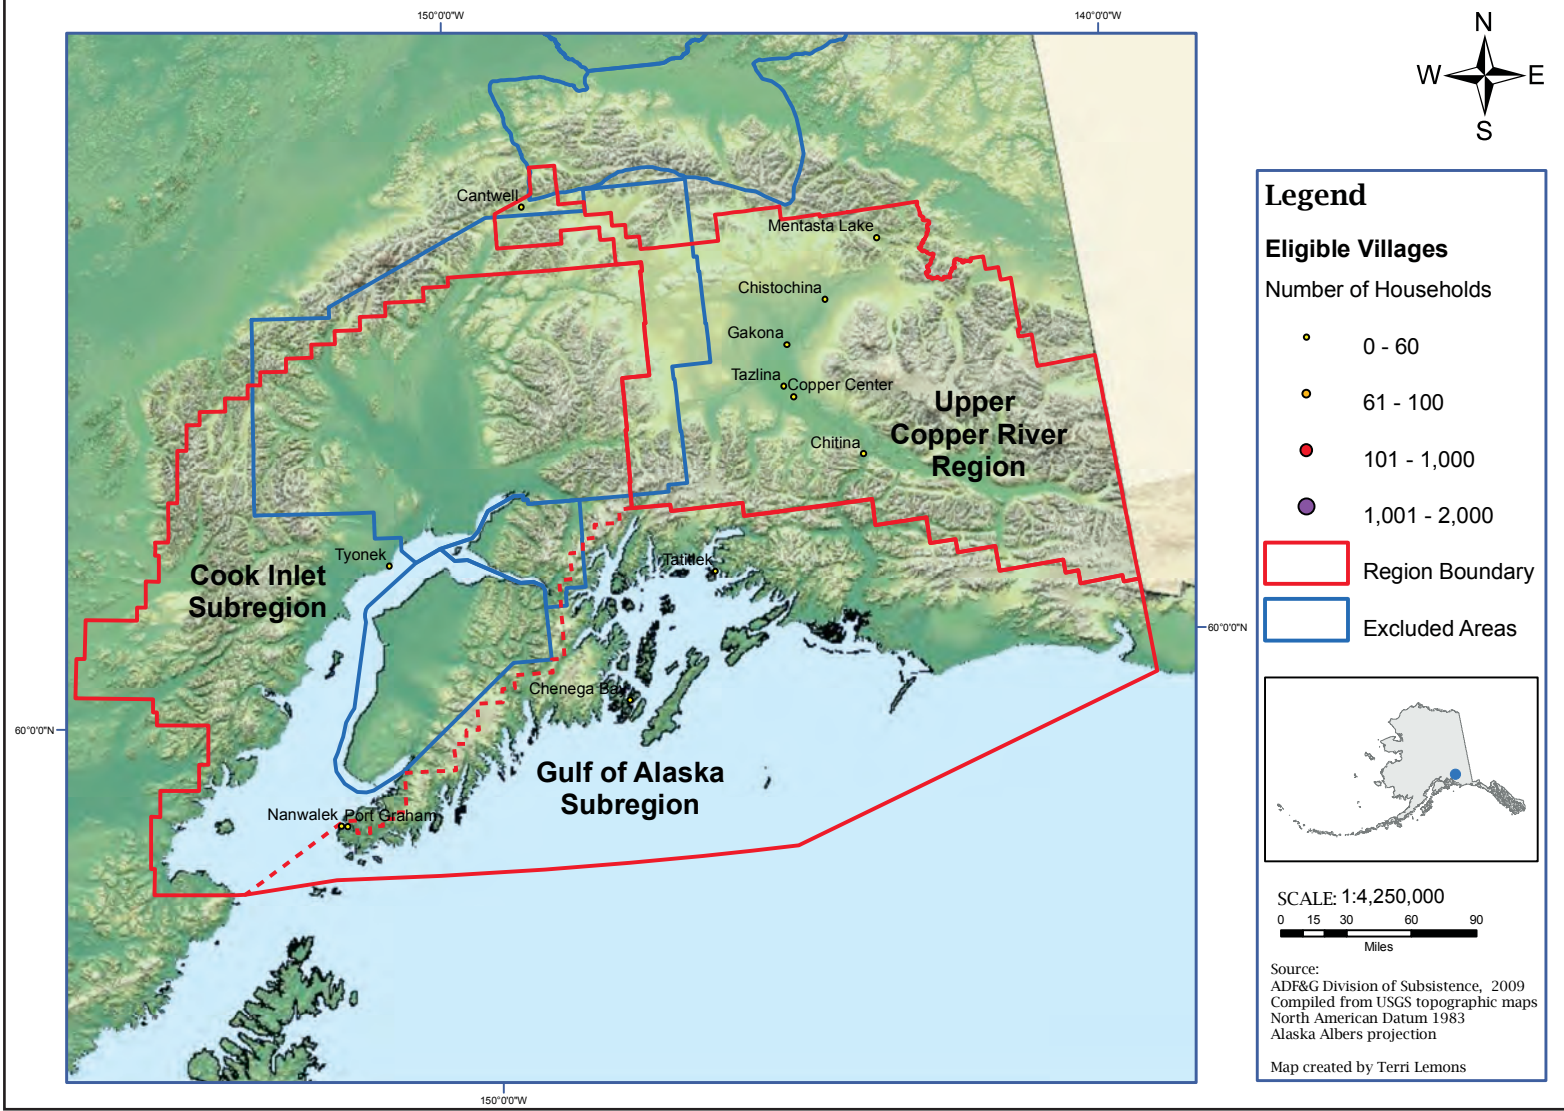 150°0'0"W
140°0'0"W
N
W
E
S
Cantwell
Mentasta Lake
Chistochina
Gakona
Tazlina
Copper Center
Chitina
Upper
Copper River
Region
Tyonek
Tatitlek
Cook Inlet
Subregion
Chenega Bay
Gulf of Alaska
Subregion
Nanwalek
Port Graham
60°0'0"N
60°0'0"N
150°0'0"W
Legend
Eligible Villages
Number of Households
0 - 60
61 - 100
101 - 1,000
1,001 - 2,000
Region Boundary
Excluded Areas
SCALE: 1:4,250,000
0 15 30 60 90
Miles
Source:
ADF&G Division of Subsistence, 2009
Compiled from USGS topographic maps
North American Datum 1983
Alaska Albers projection
Map created by Terri Lemons